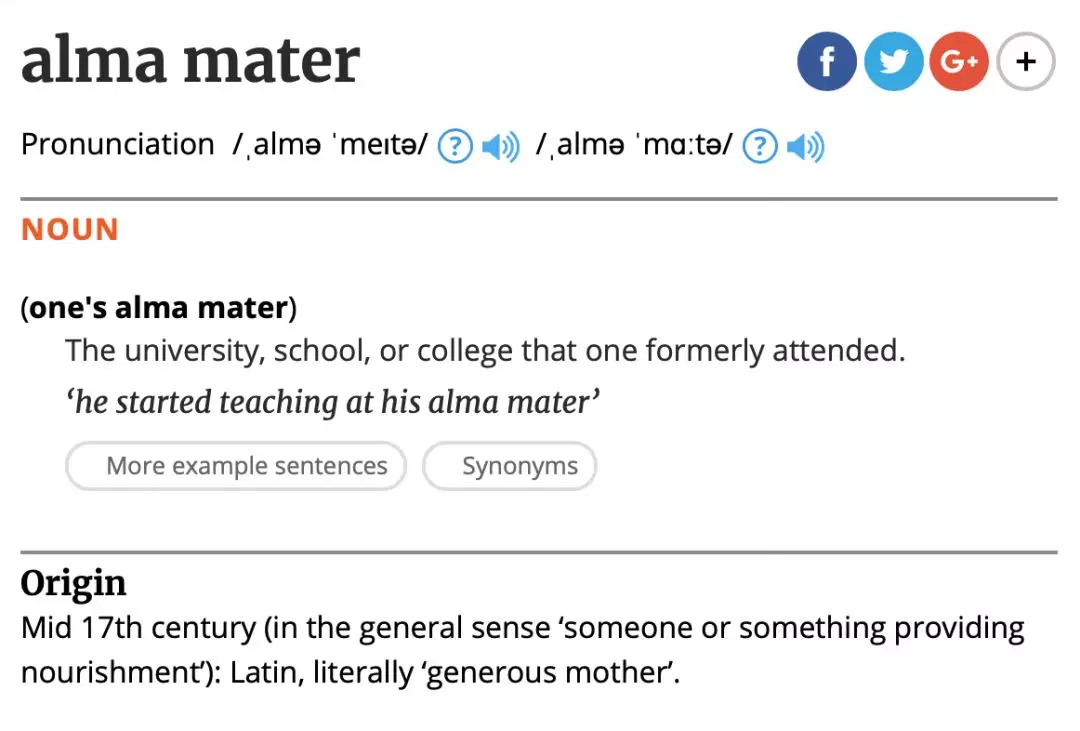 alma mater
f G+ +
Pronunciation /ˌalmə ˈmeɪtə/ ? /ˌalmə ˈmɑːtə/ ?
NOUN
(one's alma mater)
The university, school, or college that one formerly attended.
‘he started teaching at his alma mater’
More example sentences Synonyms
Origin
Mid 17th century (in the general sense ‘someone or something providing
nourishment’): Latin, literally ‘generous mother’.